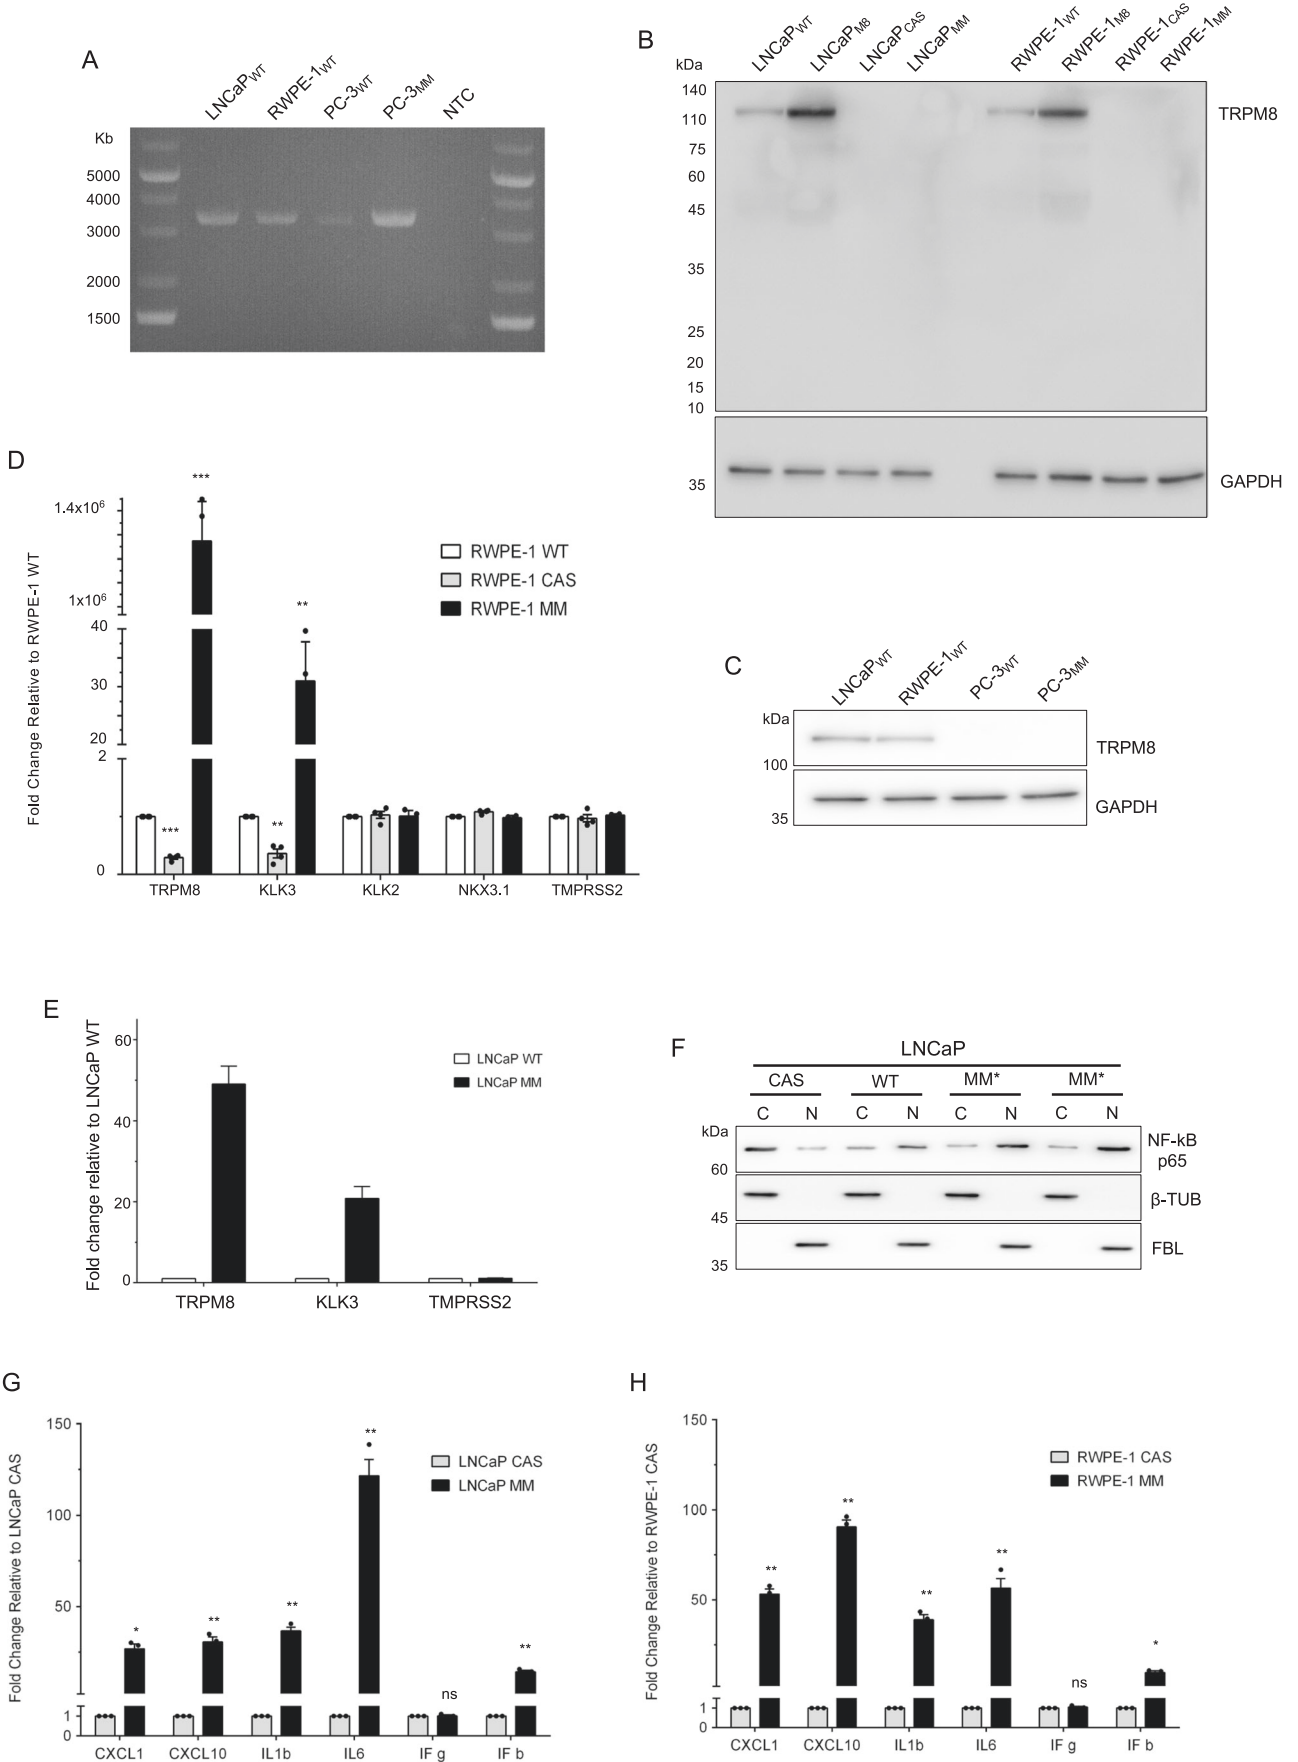 A
LNCaPWT
RWPE-1WT
PC-3WT
PC-3MM
NTC
Kb
5000
4000
3000
2000
1500
B
LNCaPWT
LNCaPM8
LNCaPCAS
LNCaPMM
RWPE-1WT
RWPE-1M8
RWPE-1CAS
RWPE-1MM
kDa
140
110
75
60
45
35
25
20
15
10
TRPM8
35
GAPDH
D
Fold Change Relative to RWPE-1 WT
1.4x10⁶
1x10⁶
40
30
20
2
0
***
***
**
**
RWPE-1 WT
RWPE-1 CAS
RWPE-1 MM
TRPM8 KLK3 KLK2 NKX3.1 TMPRSS2
C
LNCaPWT
RWPE-1WT
PC-3WT
PC-3MM
kDa
100
TRPM8
35
GAPDH
E
Fold change relative to LNCaP WT
60
40
20
0
LNCaP WT
LNCaP MM
TRPM8 KLK3 TMPRSS2
F
LNCaP
CAS WT MM* MM*
C N C N C N C N
kDa
60
NF-kB
p65
45
β-TUB
35
FBL
G
Fold Change Relative to LNCaP CAS
150
100
50
1
0
* ** ** ** ns **
LNCaP CAS
LNCaP MM
CXCL1 CXCL10 IL1b IL6 IF g IF b
H
Fold Change Relative to RWPE-1 CAS
150
100
50
1
0
** ** ** ** ns *
RWPE-1 CAS
RWPE-1 MM
CXCL1 CXCL10 IL1b IL6 IF g IF b